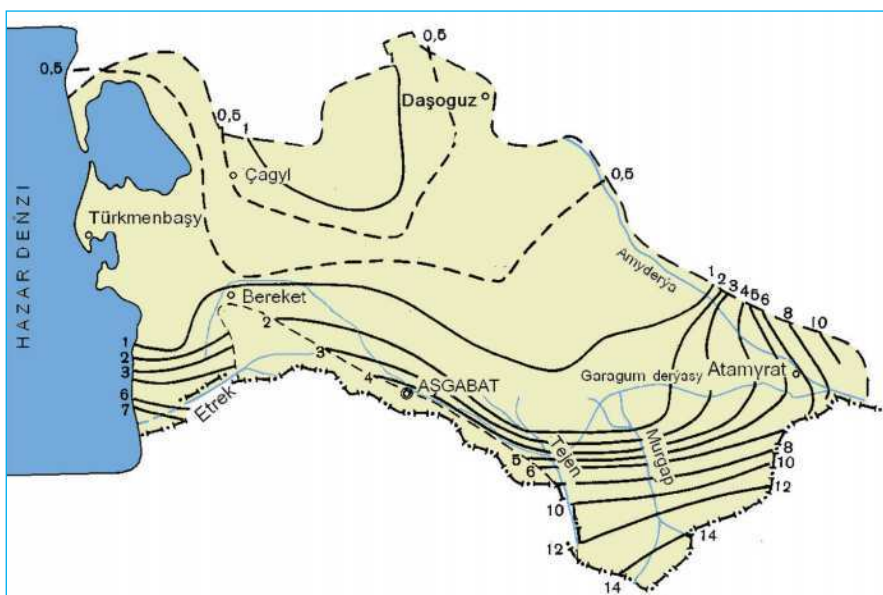 0,5
0,5
Daşoguz
0,5
1
Çagyl
0,5
HAZAR DEŇZI
Türkmenbaşy
Amyderýa
1 2 3 4 5 6 8 10
Bereket
1
2
3
2
3
4
AŞGABAT
Garagum derýasy
Atamyrat
6
7
Etrek
Tejen
Murgap
5
6
8
10
12
10
12
14
14